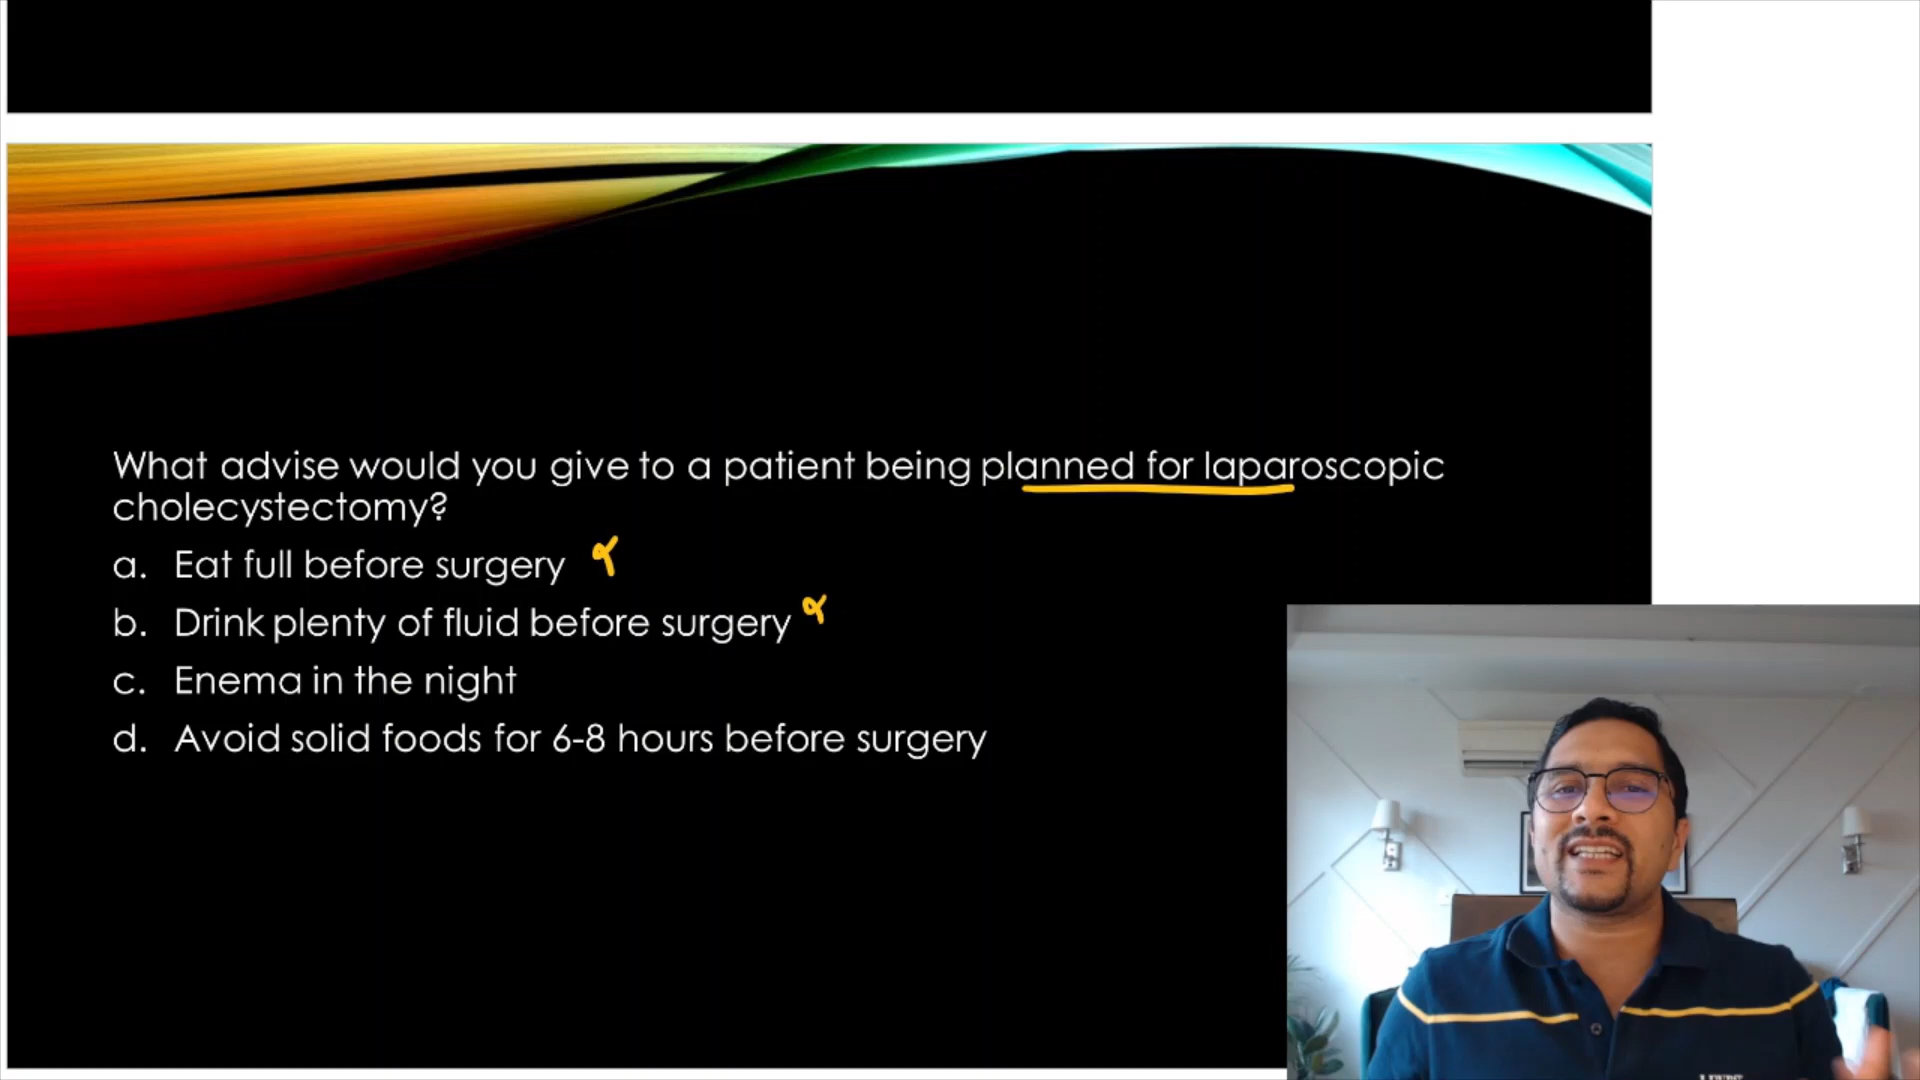 What advise would you give to a patient being planned for laparoscopic
cholecystectomy?
a. Eat full before surgery
b. Drink plenty of fluid before surgery
c. Enema in the night
d. Avoid solid foods for 6-8 hours before surgery